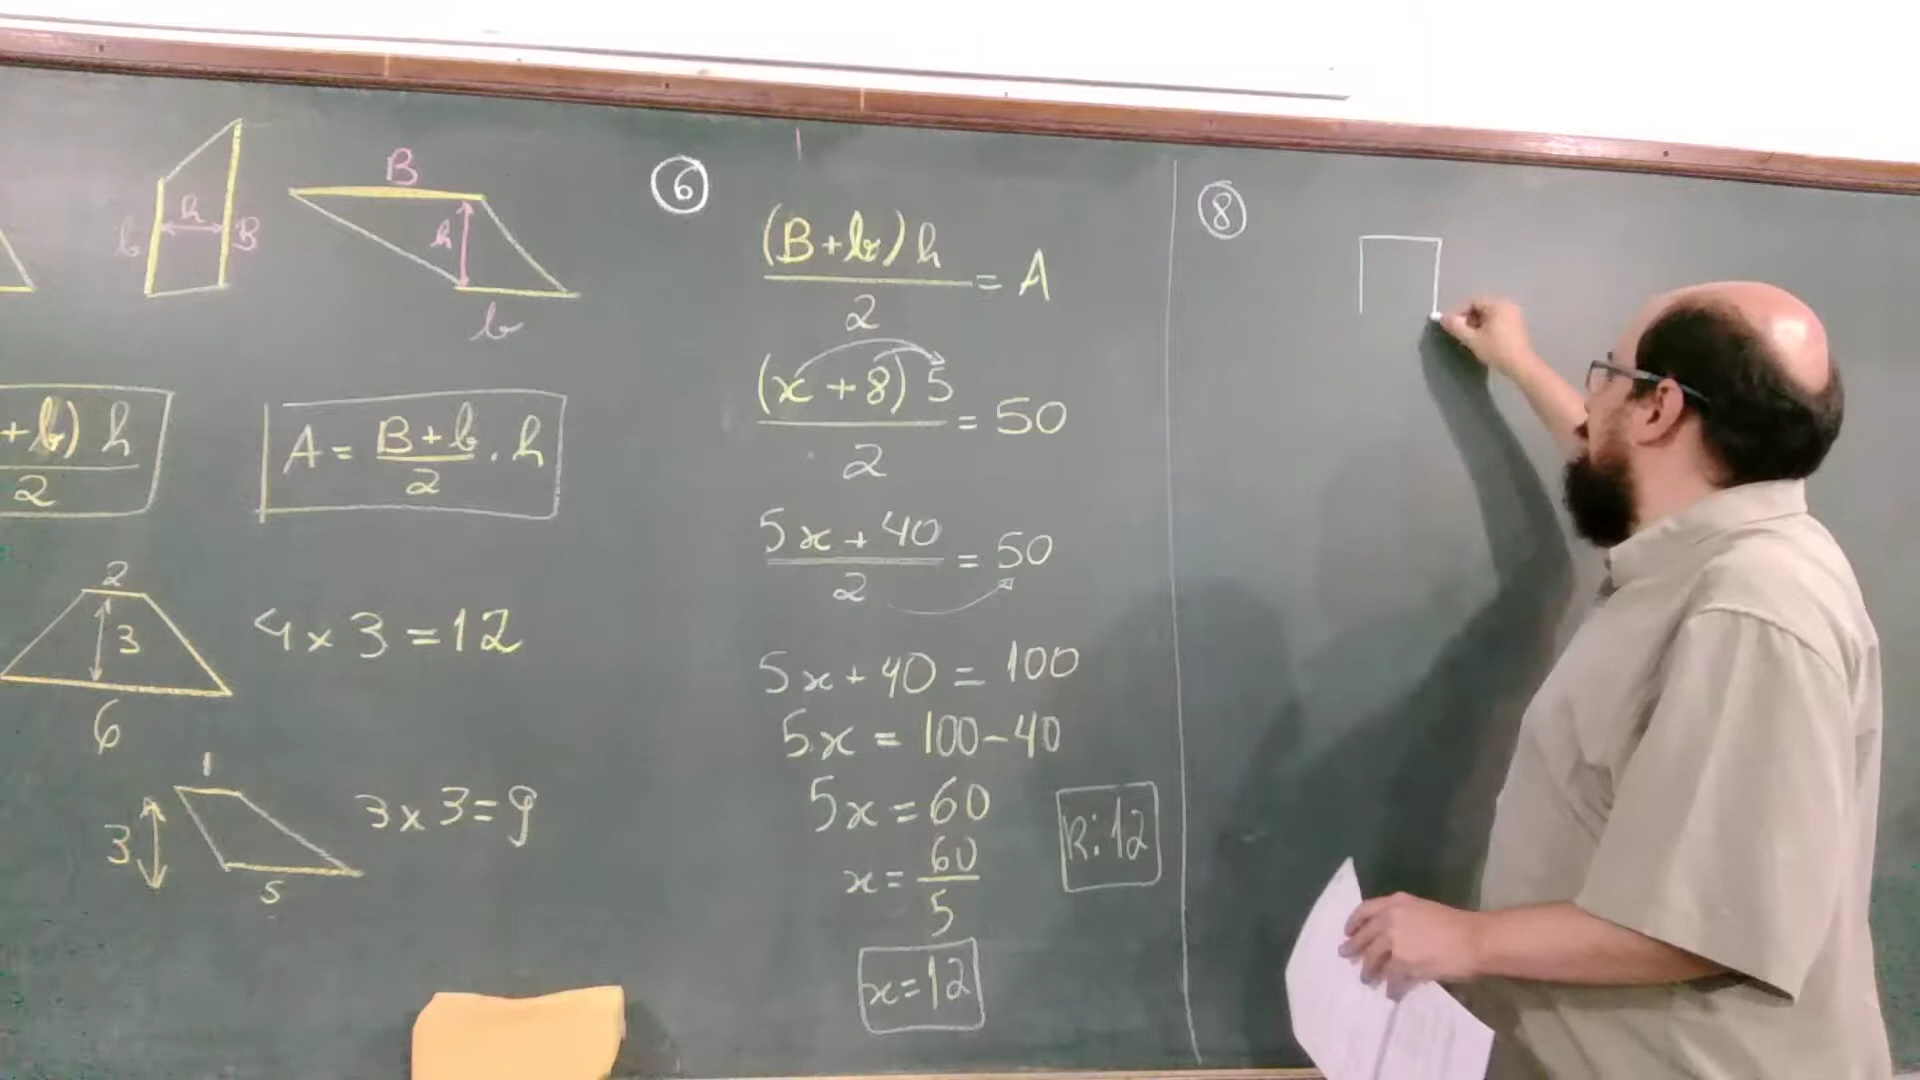 b h B
B
h
b
+b) h
2
A = B+b/2 . h
2
3
6
4 x 3 = 12
1
3
5
3 x 3 = 9
6
(B+b) h / 2 = A
(x + 8) 5 / 2 = 50
5x + 40 / 2 = 50
5x + 40 = 100
5x = 100 - 40
5x = 60
x = 60 / 5
x = 12
R: 12
8